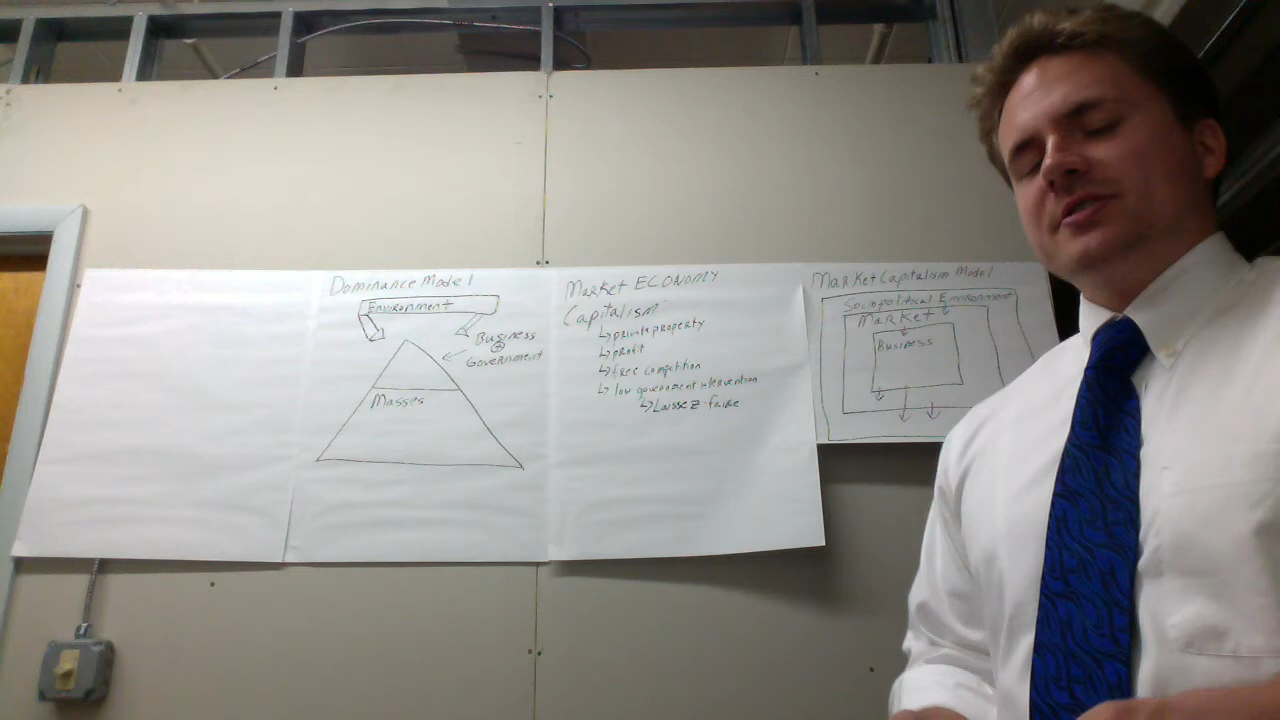 Dominance Model
Environment
Business
+
Government
Masses
Market ECONOMY
Capitalism
↳ private property
↳ profit
↳ free competition
↳ low government intervention
↳ Laissez-faire
Market Capitalism Model
Sociopolitical Environment
Market
Business